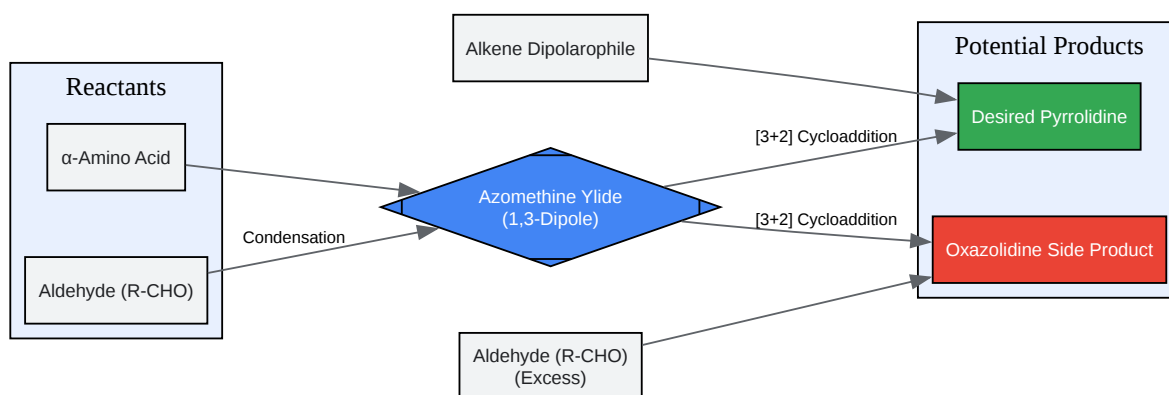 Reactants
α-Amino Acid
Aldehyde (R-CHO)
Condensation
Alkene Dipolarophile
Azomethine Ylide
(1,3-Dipole)
Aldehyde (R-CHO)
(Excess)
[3+2] Cycloaddition
[3+2] Cycloaddition
Potential Products
Desired Pyrrolidine
Oxazolidine Side Product